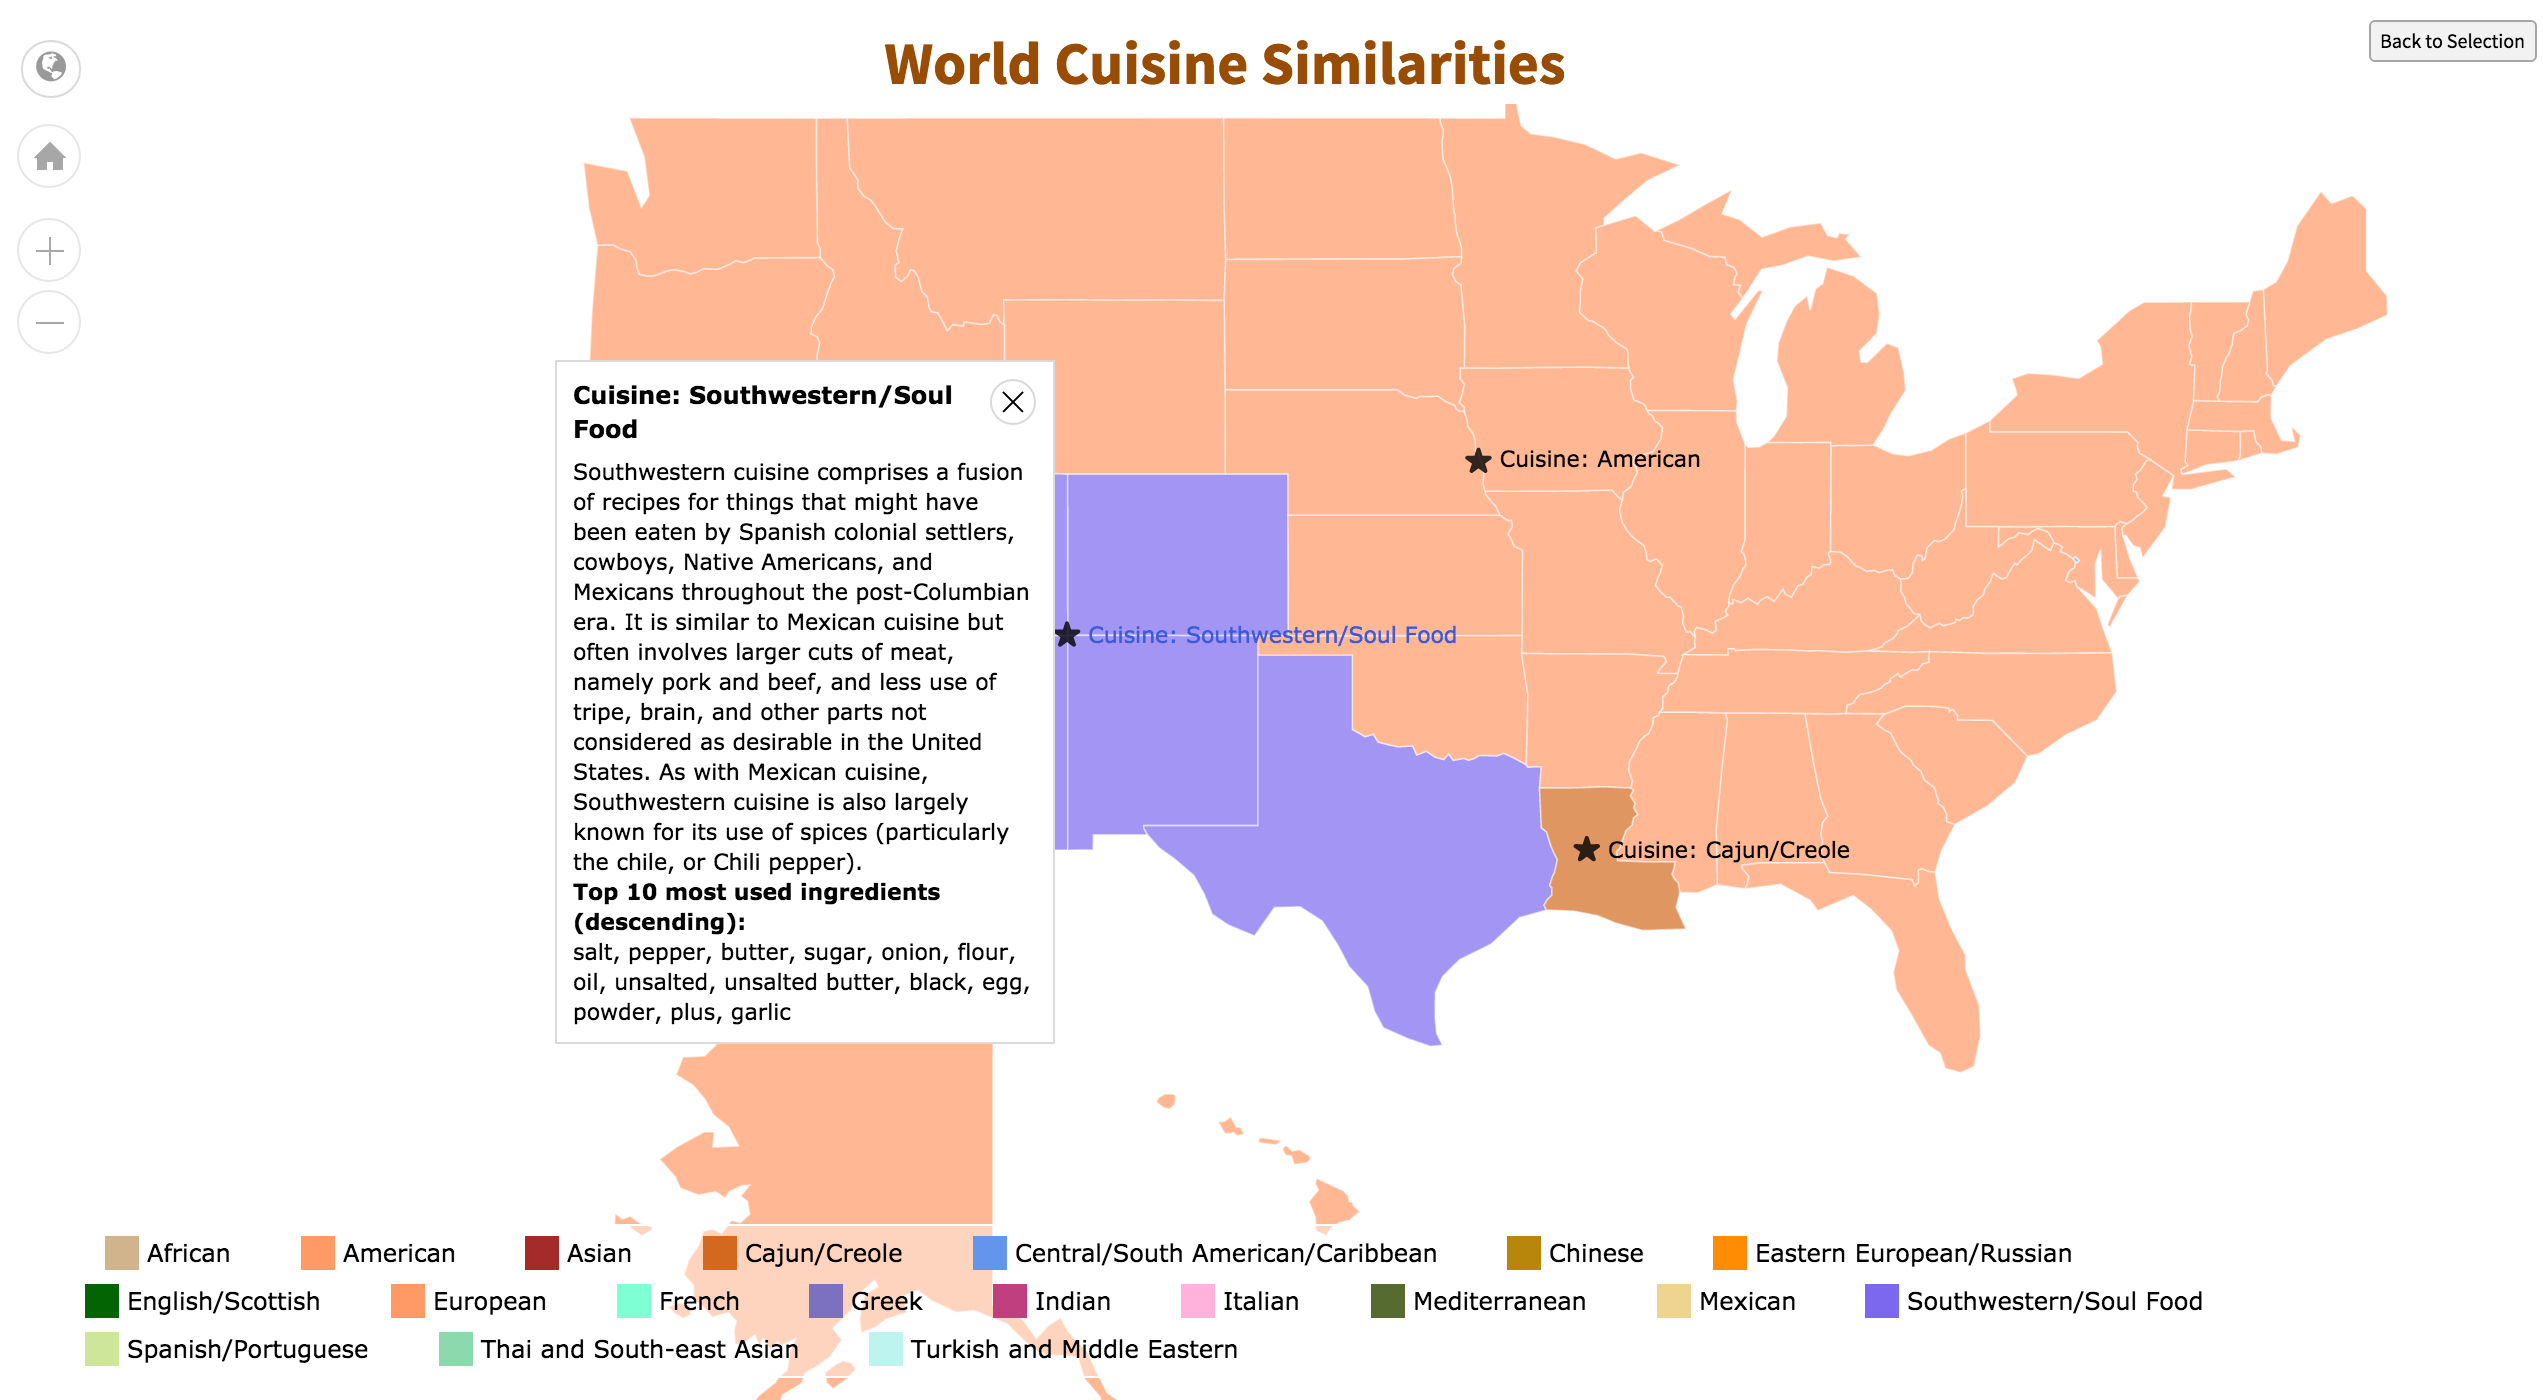 World Cuisine Similarities
Back to Selection
Cuisine: Southwestern/Soul
Food
Southwestern cuisine comprises a fusion
of recipes for things that might have
been eaten by Spanish colonial settlers,
cowboys, Native Americans, and
Mexicans throughout the post-Columbian
era. It is similar to Mexican cuisine but
often involves larger cuts of meat,
namely pork and beef, and less use of
tripe, brain, and other parts not
considered as desirable in the United
States. As with Mexican cuisine,
Southwestern cuisine is also largely
known for its use of spices (particularly
the chile, or Chili pepper).
Top 10 most used ingredients
(descending):
salt, pepper, butter, sugar, onion, flour,
oil, unsalted, unsalted butter, black, egg,
powder, plus, garlic
Cuisine: American
Cuisine: Southwestern/Soul Food
Cuisine: Cajun/Creole
African American Asian Cajun/Creole Central/South American/Caribbean Chinese Eastern European/Russian
English/Scottish European French Greek Indian Italian Mediterranean Mexican Southwestern/Soul Food
Spanish/Portuguese Thai and South-east Asian Turkish and Middle Eastern